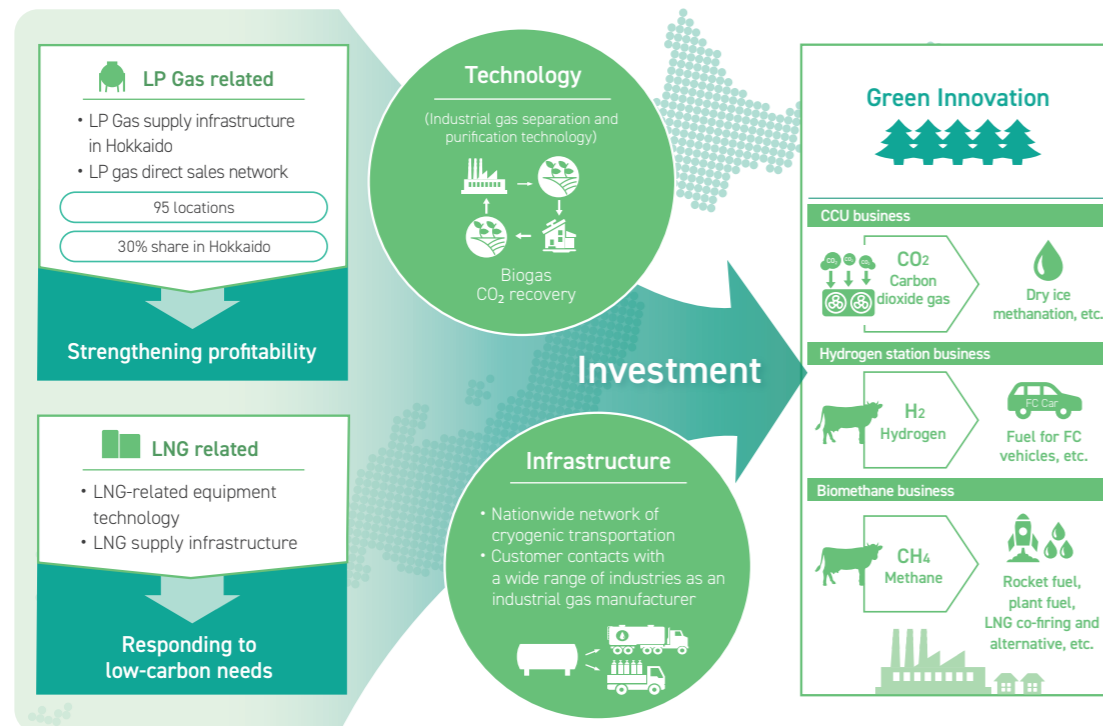 LP Gas related
• LP Gas supply infrastructure
in Hokkaido
• LP gas direct sales network
95 locations
30% share in Hokkaido
Strengthening profitability
LNG related
• LNG-related equipment
technology
• LNG supply infrastructure
Responding to
low-carbon needs
Technology
(Industrial gas separation and
purification technology)
Biogas
CO₂ recovery
Investment
Infrastructure
• Nationwide network of
cryogenic transportation
• Customer contacts with
a wide range of industries as an
industrial gas manufacturer
Green Innovation
CCU business
CO₂ CO₂ CO₂
CO₂
Carbon
dioxide gas
Dry ice
methanation, etc.
Hydrogen station business
H₂
Hydrogen
FC Car
Fuel for FC
vehicles, etc.
Biomethane business
CH₄
Methane
Rocket fuel,
plant fuel,
LNG co-firing and
alternative, etc.